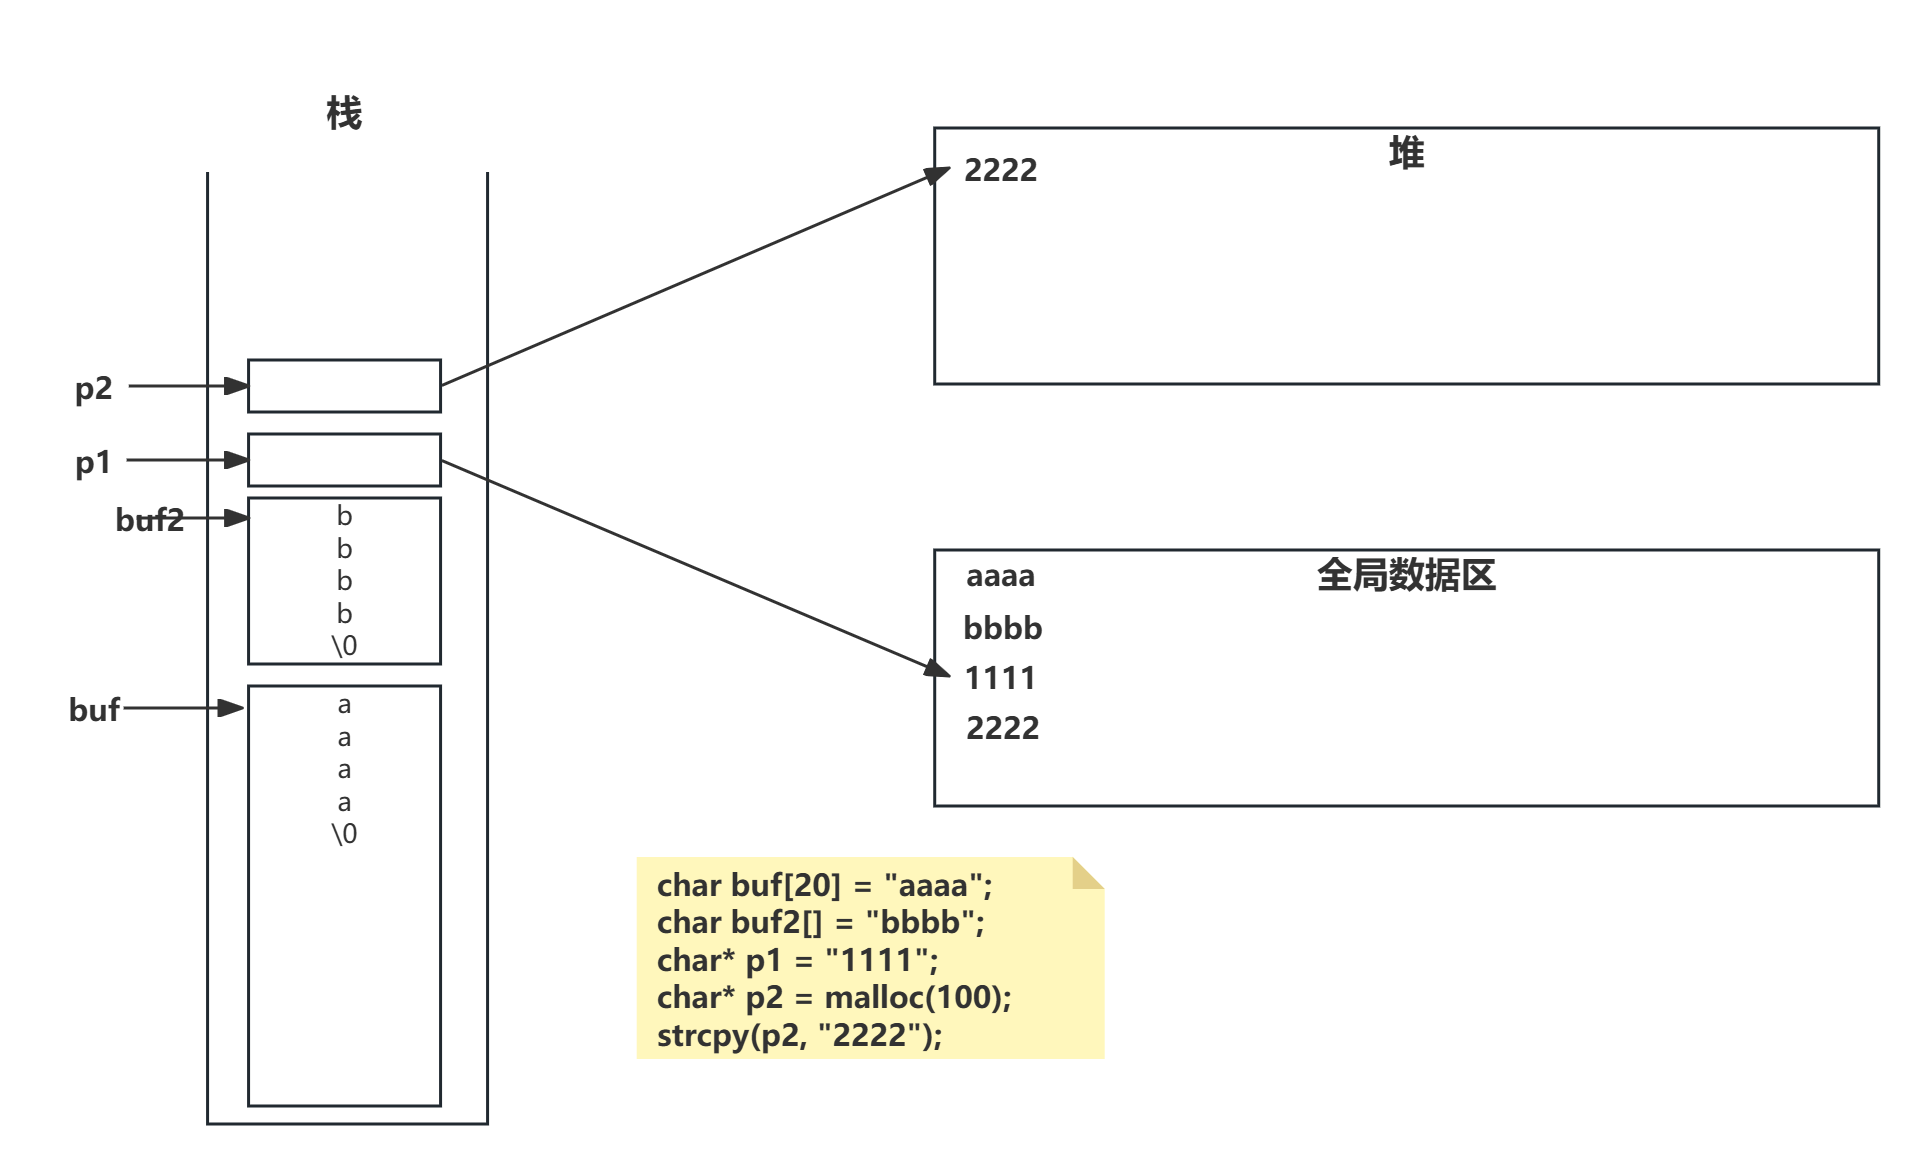 栈
堆
2222
p2
p1
buf2
b
b
b
b
\0
buf
a
a
a
a
\0
全局数据区
aaaa
bbbb
1111
2222
char buf[20] = "aaaa";
char buf2[] = "bbbb";
char* p1 = "1111";
char* p2 = malloc(100);
strcpy(p2, "2222");